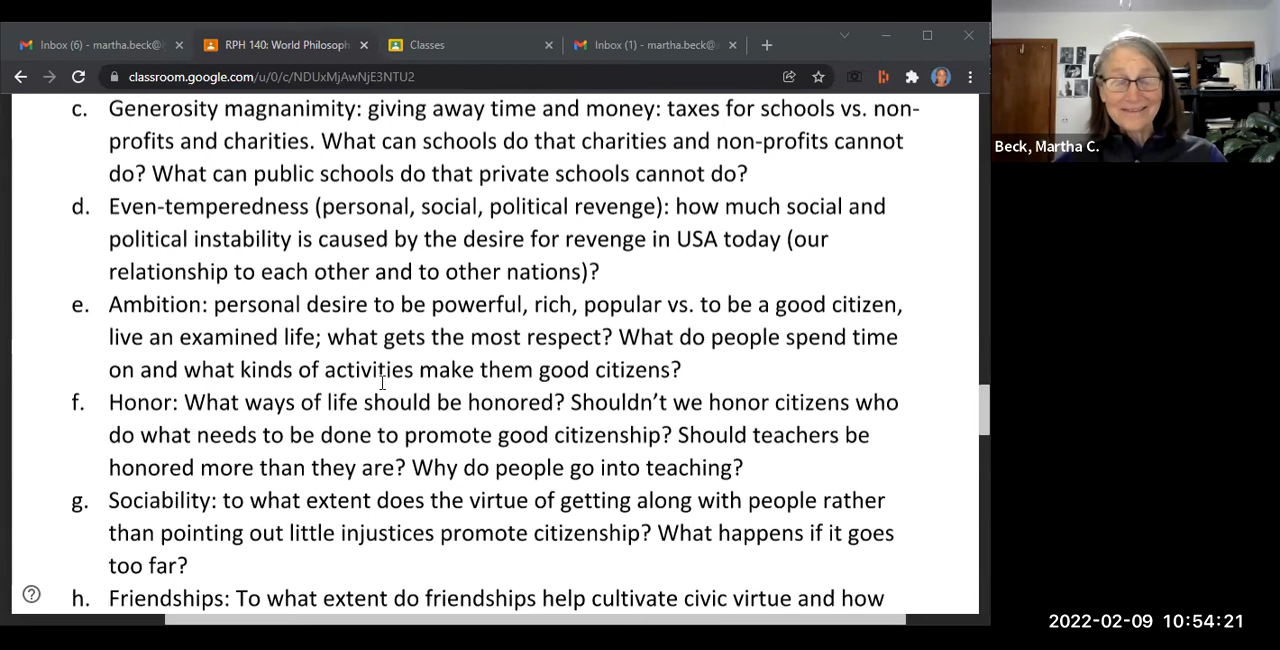 Inbox (6) - martha.beck@
RPH 140: World Philosoph
Classes
Inbox (1) - martha.beck@
classroom.google.com/u/0/c/NDUxMjAwNjE3NTU2
c. Generosity magnanimity: giving away time and money: taxes for schools vs. non-
profits and charities. What can schools do that charities and non-profits cannot
do? What can public schools do that private schools cannot do?
d. Even-temperedness (personal, social, political revenge): how much social and
political instability is caused by the desire for revenge in USA today (our
relationship to each other and to other nations)?
e. Ambition: personal desire to be powerful, rich, popular vs. to be a good citizen,
live an examined life; what gets the most respect? What do people spend time
on and what kinds of activities make them good citizens?
f. Honor: What ways of life should be honored? Shouldn’t we honor citizens who
do what needs to be done to promote good citizenship? Should teachers be
honored more than they are? Why do people go into teaching?
g. Sociability: to what extent does the virtue of getting along with people rather
than pointing out little injustices promote citizenship? What happens if it goes
too far?
h. Friendships: To what extent do friendships help cultivate civic virtue and how
Beck, Martha C.
2022-02-09 10:54:21